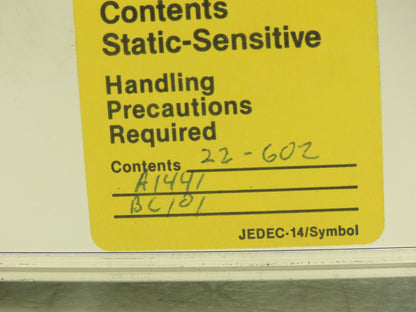 Contents
Static-Sensitive
Handling
Precautions
Required
Contents 22-602
A1441
BC101
JEDEC-14/Symbol